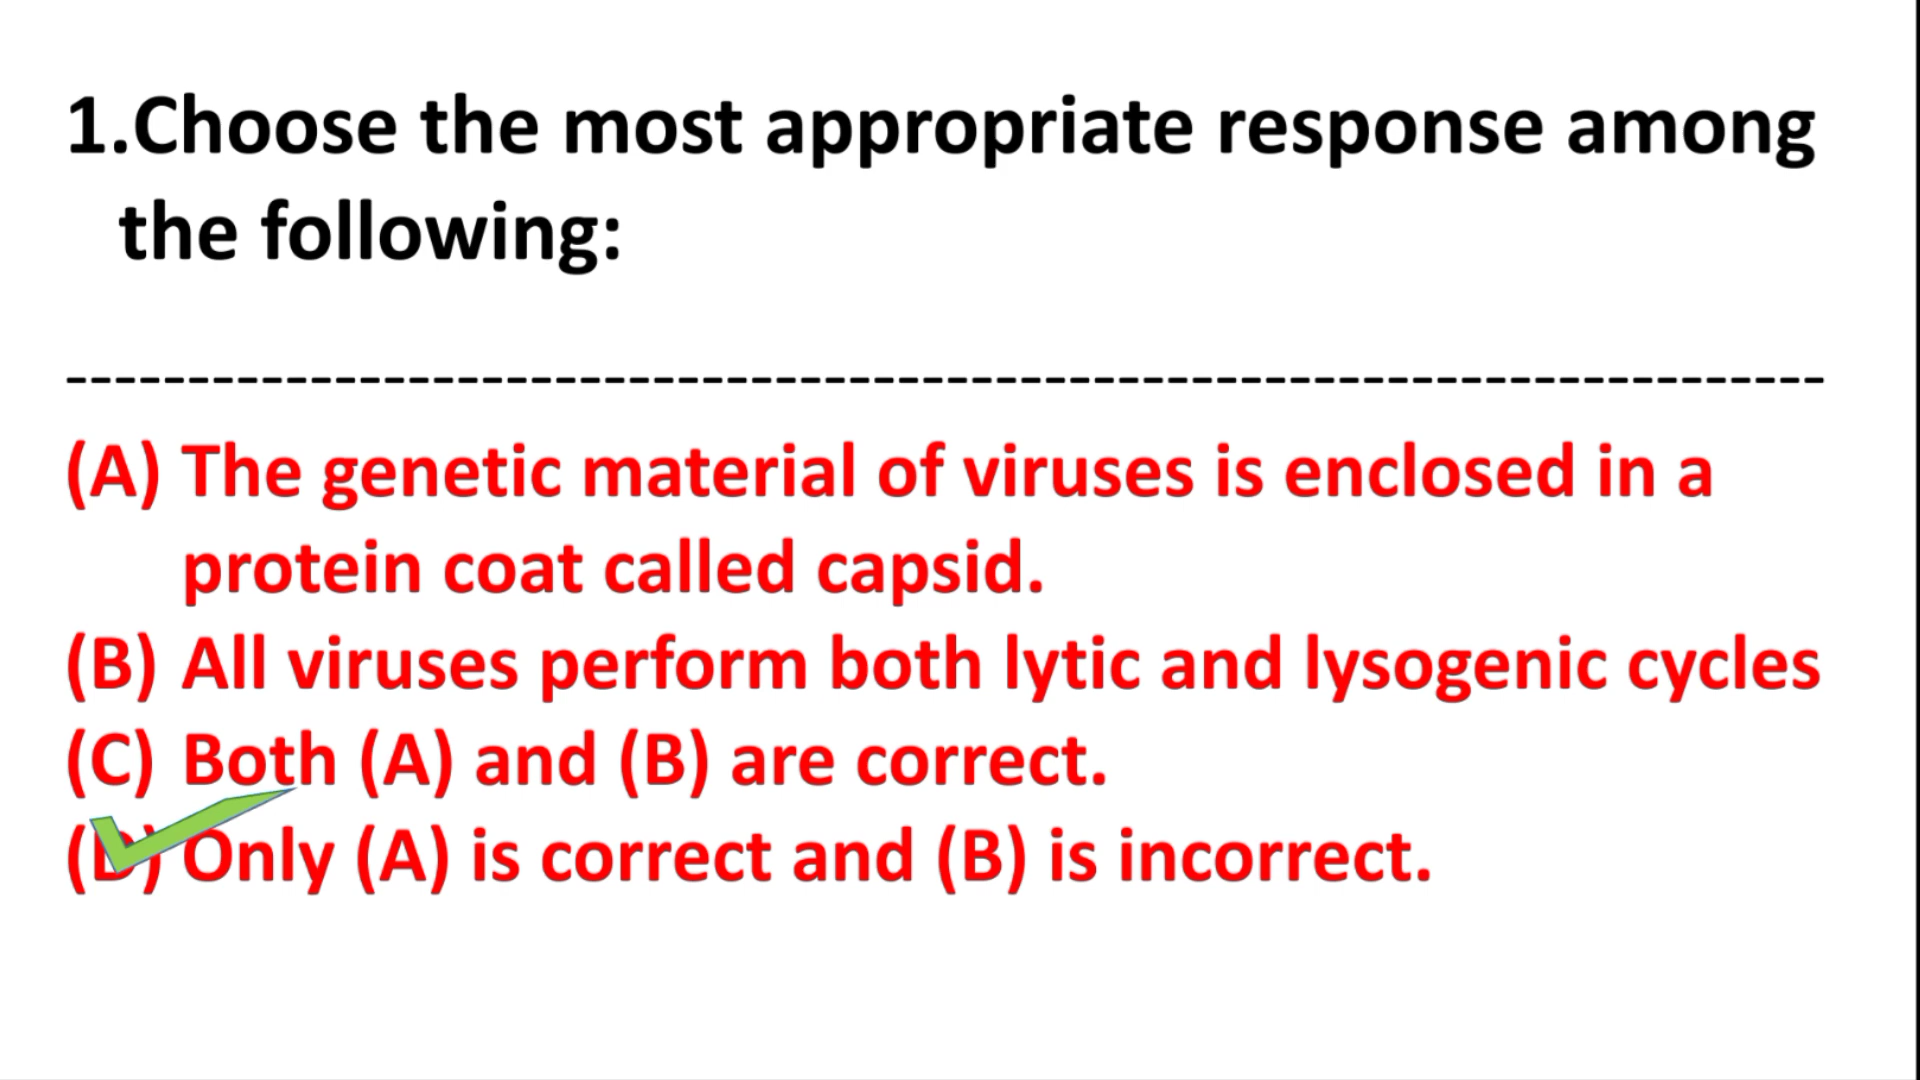 1.Choose the most appropriate response among
the following:
------------------------------------------------------------------------
(A) The genetic material of viruses is enclosed in a
protein coat called capsid.
(B) All viruses perform both lytic and lysogenic cycles
(C) Both (A) and (B) are correct.
(D) Only (A) is correct and (B) is incorrect.